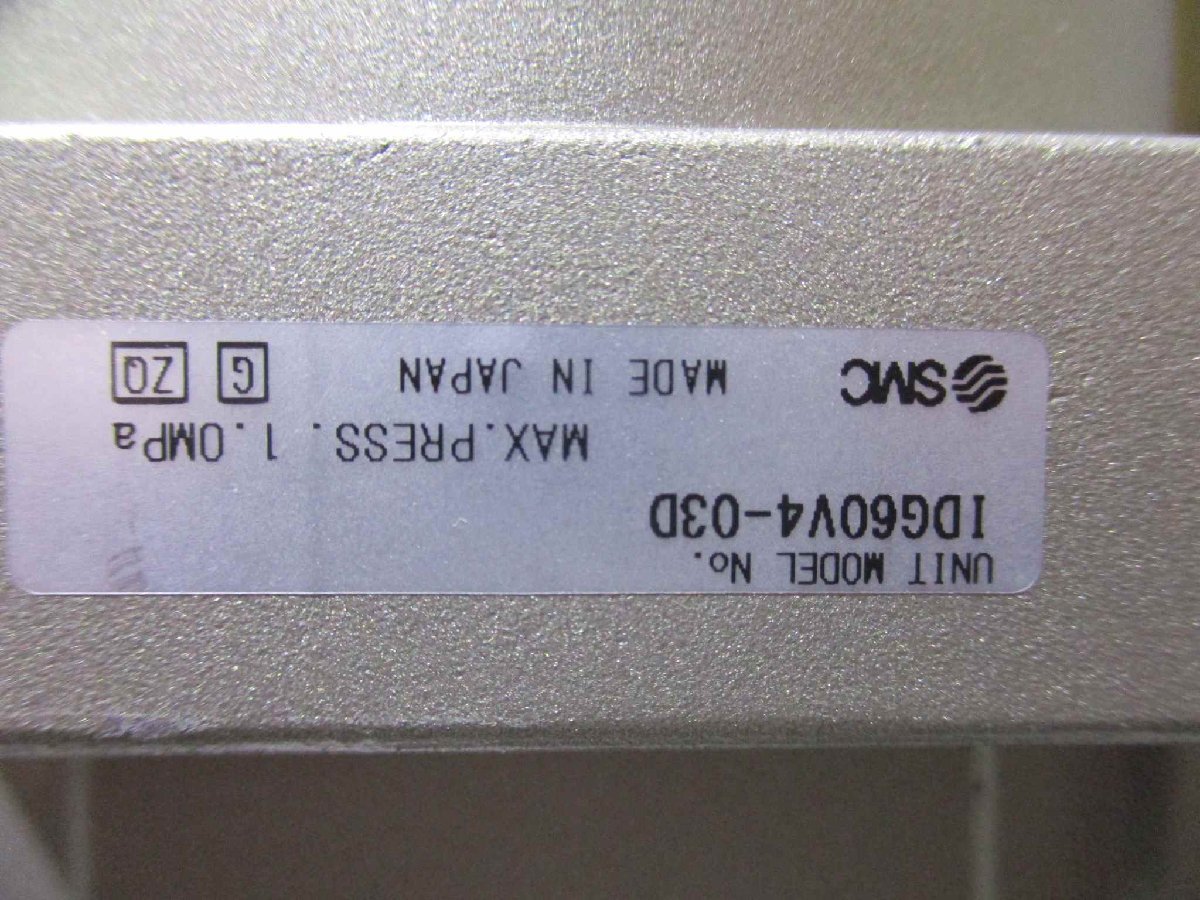 UNIT MODEL No.
IDG60V4-03D
MAX.PRESS. 1.0MPa
SMC MADE IN JAPAN G ZQ